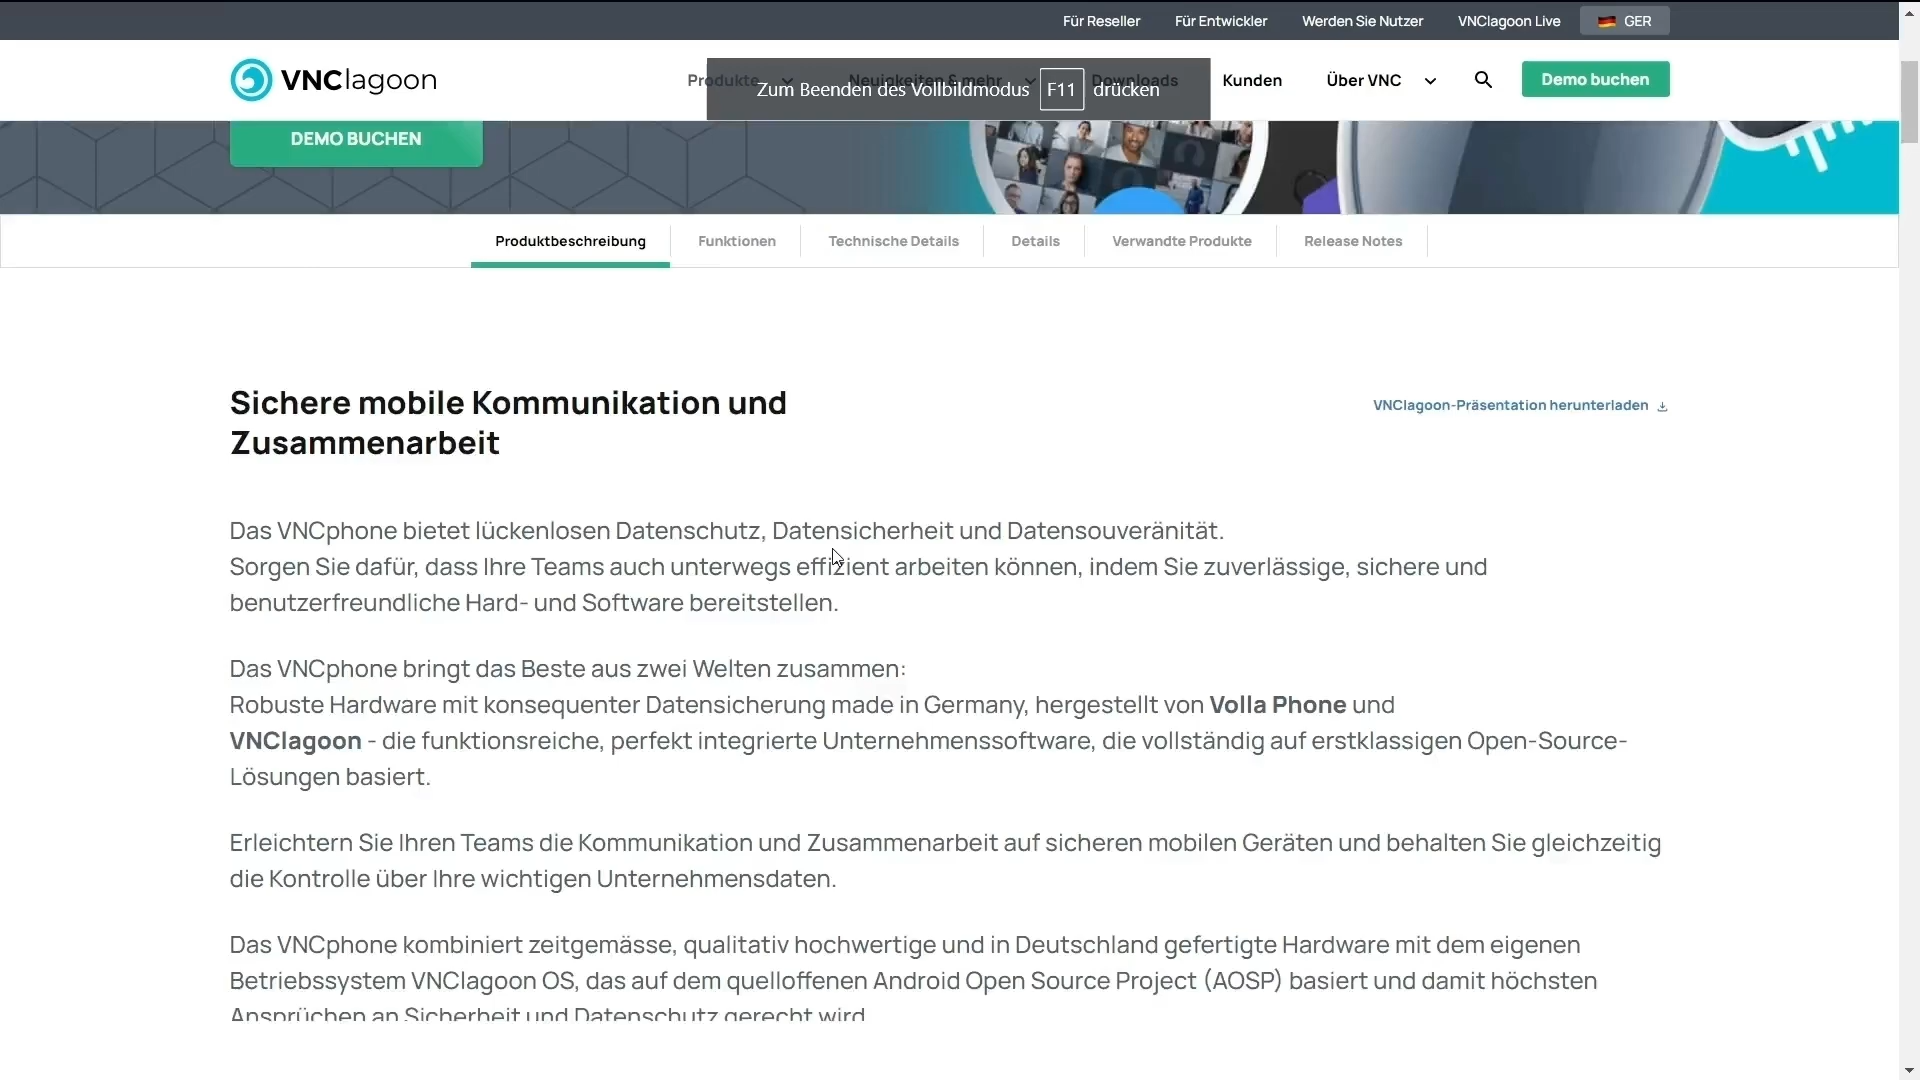 Für Reseller Für Entwickler Werden Sie Nutzer VNClagoon Live GER
VNClagoon Produkte Neuigkeiten & mehr Downloads Kunden Über VNC Demo buchen
Zum Beenden des Vollbildmodus F11 drücken
DEMO BUCHEN
Produktbeschreibung Funktionen Technische Details Details Verwandte Produkte Release Notes
Sichere mobile Kommunikation und
Zusammenarbeit
VNClagoon-Präsentation herunterladen
Das VNCphone bietet lückenlosen Datenschutz, Datensicherheit und Datensouveränität.
Sorgen Sie dafür, dass Ihre Teams auch unterwegs effizient arbeiten können, indem Sie zuverlässige, sichere und
benutzerfreundliche Hard- und Software bereitstellen.
Das VNCphone bringt das Beste aus zwei Welten zusammen:
Robuste Hardware mit konsequenter Datensicherung made in Germany, hergestellt von Volla Phone und
VNClagoon - die funktionsreiche, perfekt integrierte Unternehmenssoftware, die vollständig auf erstklassigen Open-Source-
Lösungen basiert.
Erleichtern Sie Ihren Teams die Kommunikation und Zusammenarbeit auf sicheren mobilen Geräten und behalten Sie gleichzeitig
die Kontrolle über Ihre wichtigen Unternehmensdaten.
Das VNCphone kombiniert zeitgemässe, qualitativ hochwertige und in Deutschland gefertigte Hardware mit dem eigenen
Betriebssystem VNClagoon OS, das auf dem quelloffenen Android Open Source Project (AOSP) basiert und damit höchsten
Ansprüchen an Sicherheit und Datenschutz gerecht wird